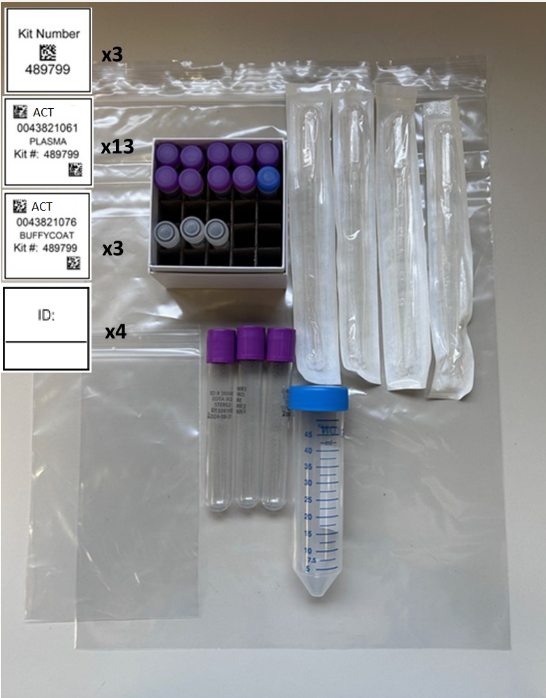 Kit Number
489799
x3
ACT
0043821061
PLASMA
Kit #: 489799
x13
ACT
0043821076
BUFFYCOAT
Kit #: 489799
x3
ID:
x4
45
40
35
30
25
20
15
10
7.5
5